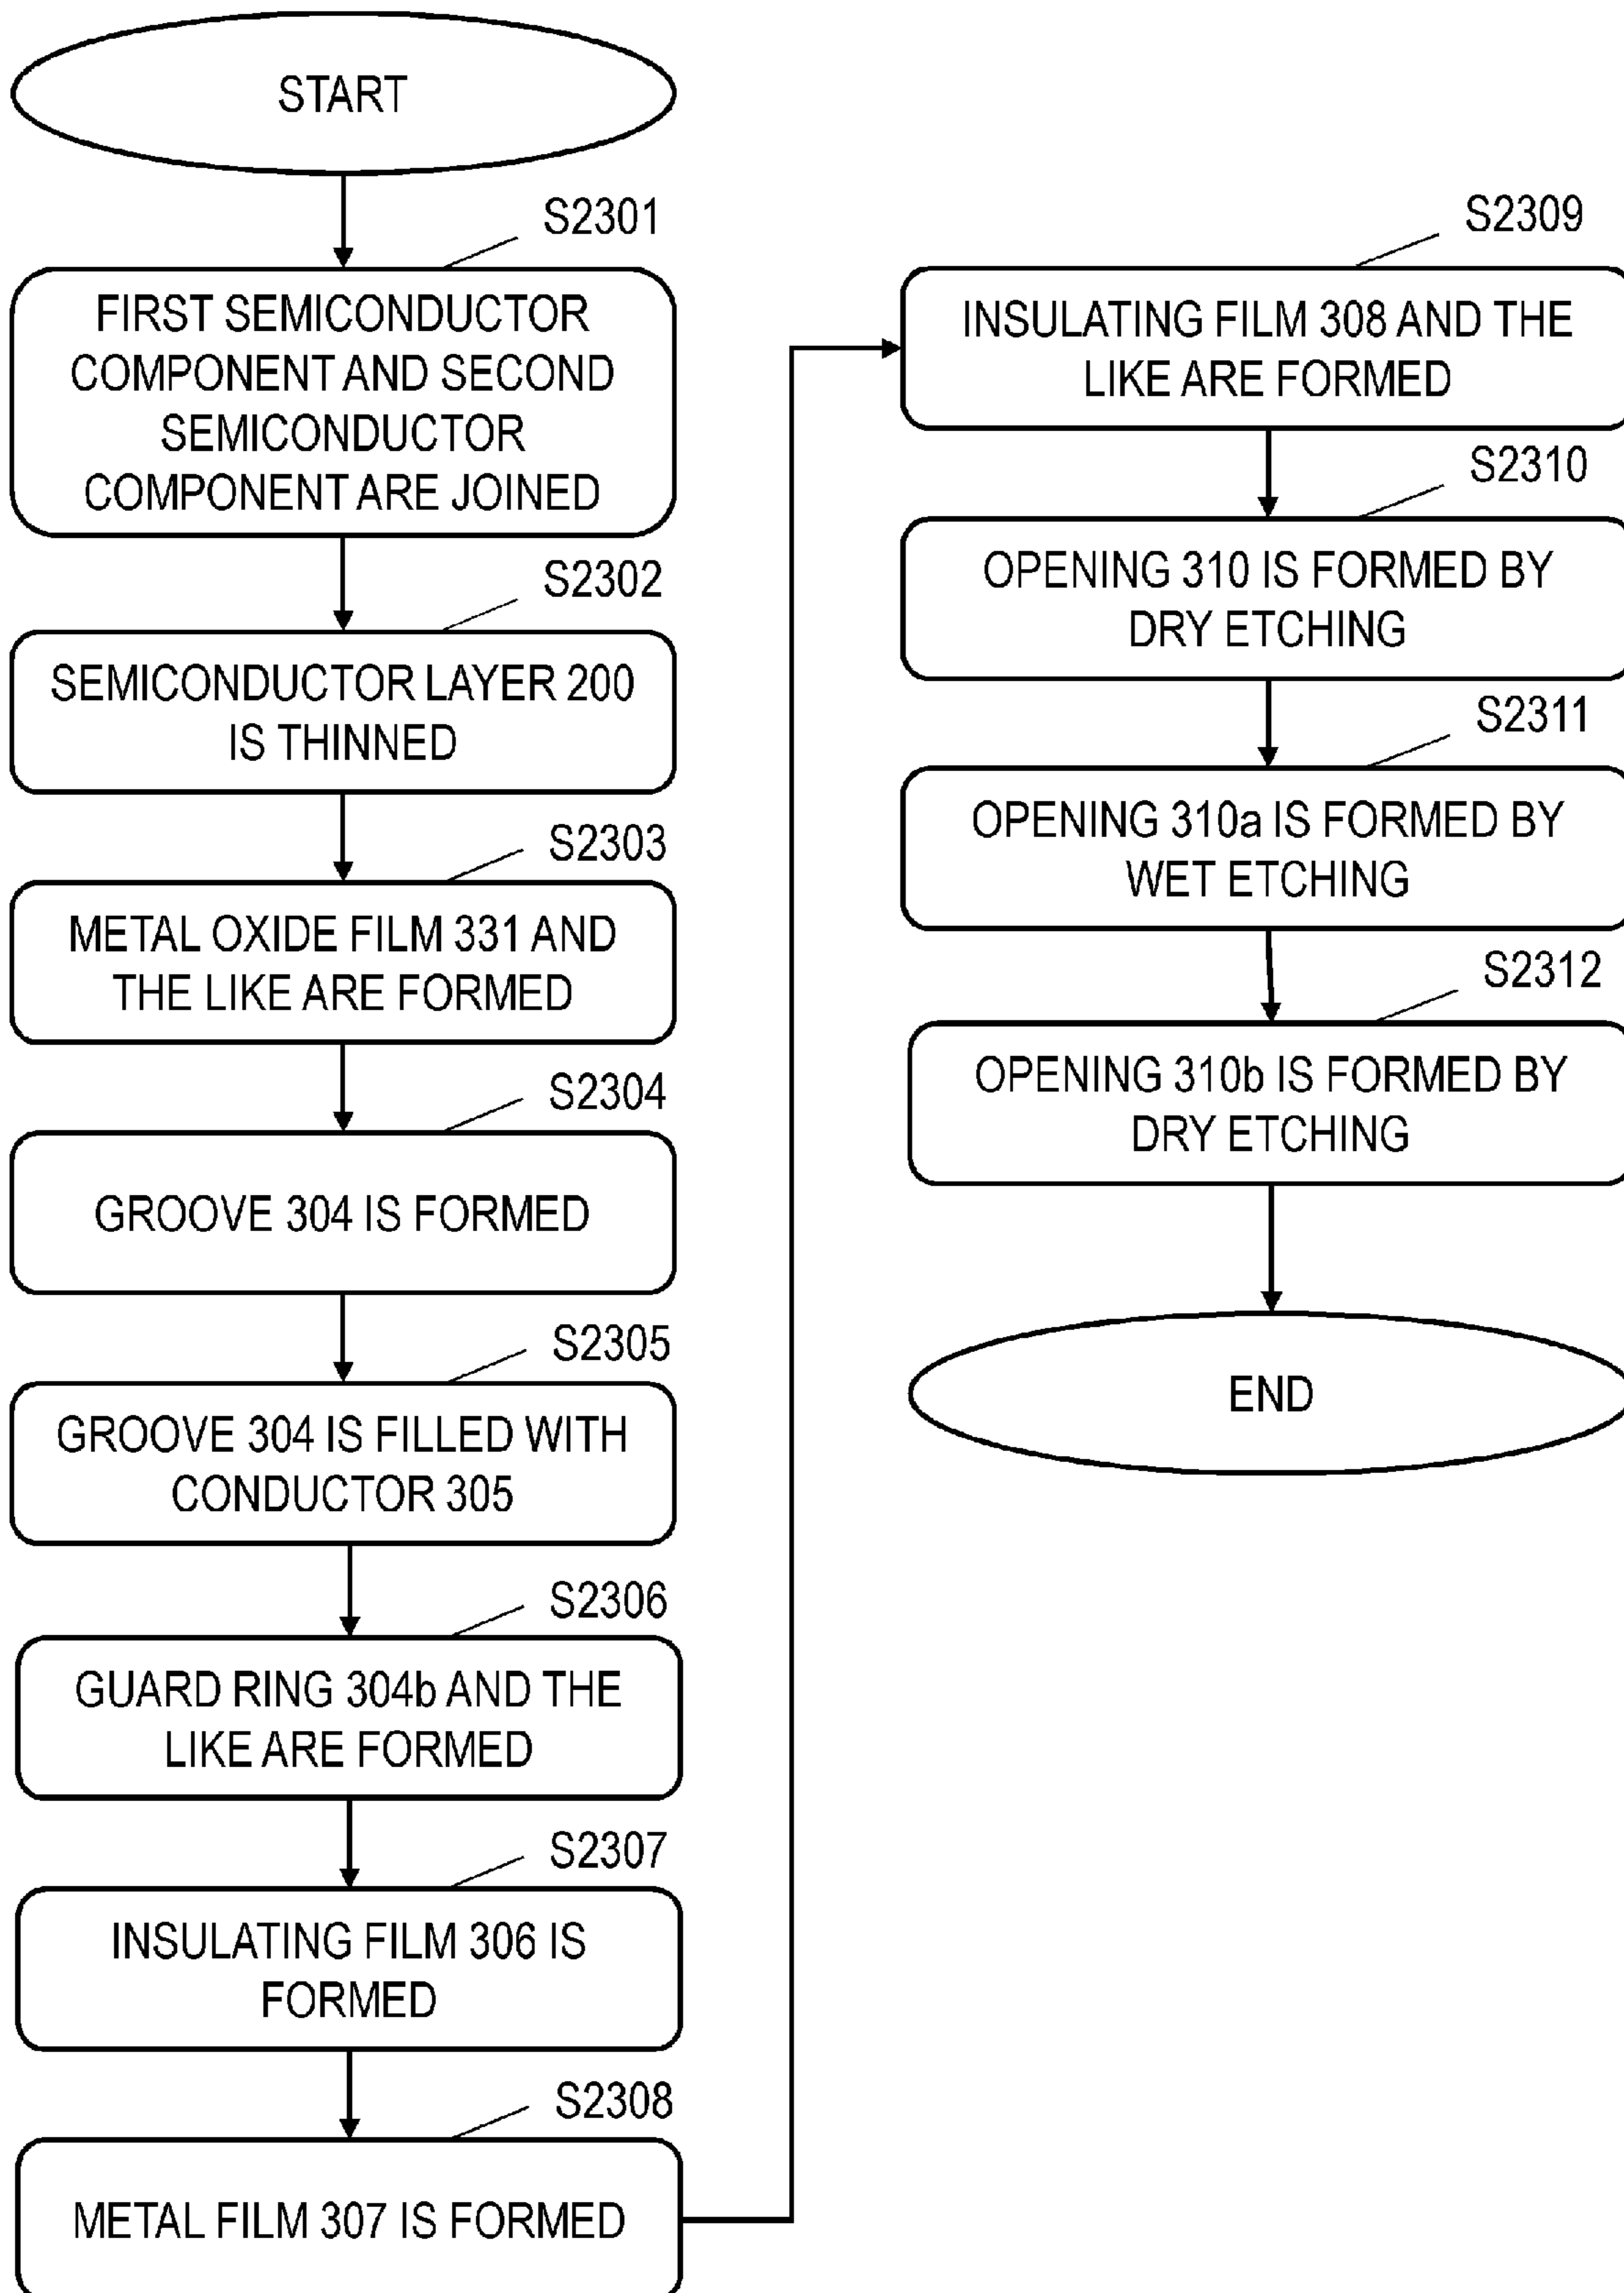 START
S2301
FIRST SEMICONDUCTOR
COMPONENT AND SECOND
SEMICONDUCTOR
COMPONENT ARE JOINED
S2302
SEMICONDUCTOR LAYER 200
IS THINNED
S2303
METAL OXIDE FILM 331 AND
THE LIKE ARE FORMED
S2304
GROOVE 304 IS FORMED
S2305
GROOVE 304 IS FILLED WITH
CONDUCTOR 305
S2306
GUARD RING 304b AND THE
LIKE ARE FORMED
S2307
INSULATING FILM 306 IS
FORMED
S2308
METAL FILM 307 IS FORMED
S2309
INSULATING FILM 308 AND THE
LIKE ARE FORMED
S2310
OPENING 310 IS FORMED BY
DRY ETCHING
S2311
OPENING 310a IS FORMED BY
WET ETCHING
S2312
OPENING 310b IS FORMED BY
DRY ETCHING
END